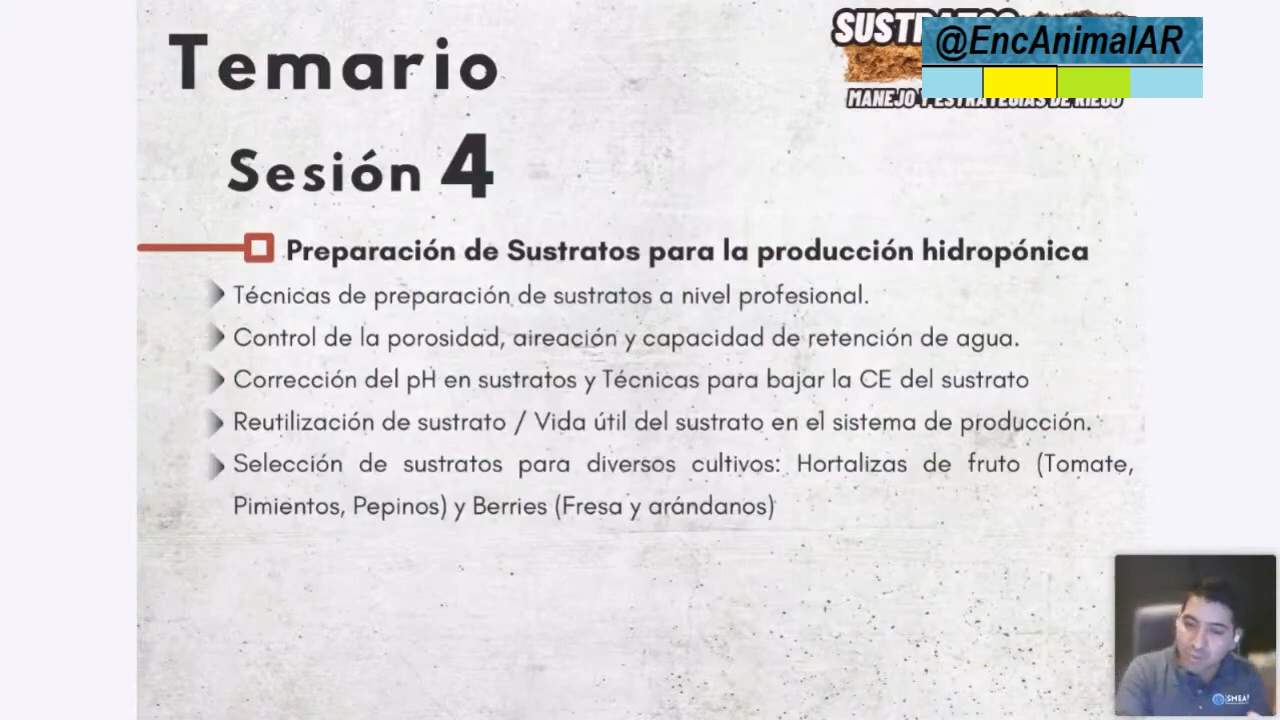 Temario
SUST
@EncAnimalAR
MANEJO Y ESTRATEGIAS DE RIEGO
Sesión 4
Preparación de Sustratos para la producción hidropónica
Técnicas de preparación de sustratos a nivel profesional.
Control de la porosidad, aireación y capacidad de retención de agua.
Corrección del pH en sustratos y Técnicas para bajar la CE del sustrato
Reutilización de sustrato / Vida útil del sustrato en el sistema de producción.
Selección de sustratos para diversos cultivos: Hortalizas de fruto (Tomate,
Pimientos, Pepinos) y Berries (Fresa y arándanos)